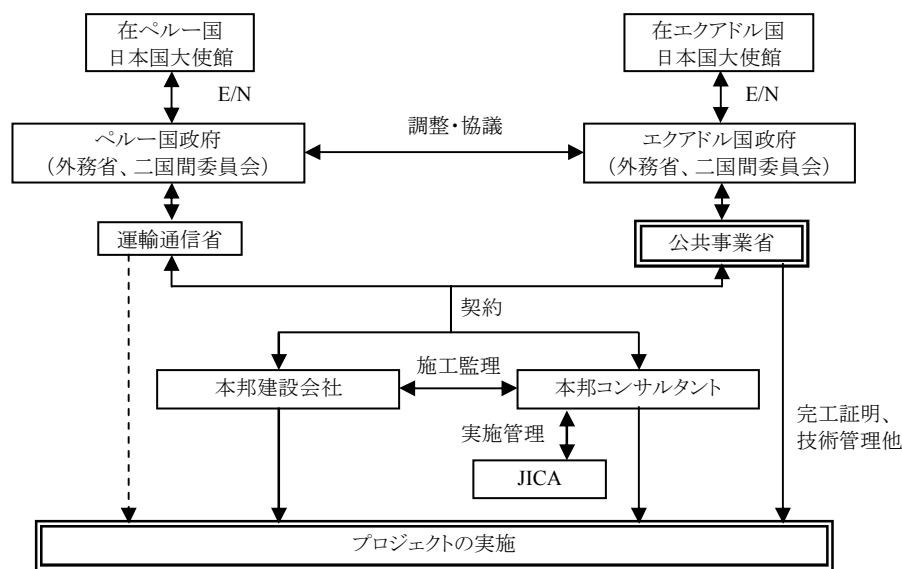 在ペルー国
日本国大使館
在エクアドル国
日本国大使館
E/N
E/N
ペルー国政府
（外務省、二国間委員会）
調整・協議
エクアドル国政府
（外務省、二国間委員会）
運輸通信省
公共事業省
契約
本邦建設会社
施工監理
本邦コンサルタント
完工証明、
技術管理他
実施管理
JICA
プロジェクトの実施